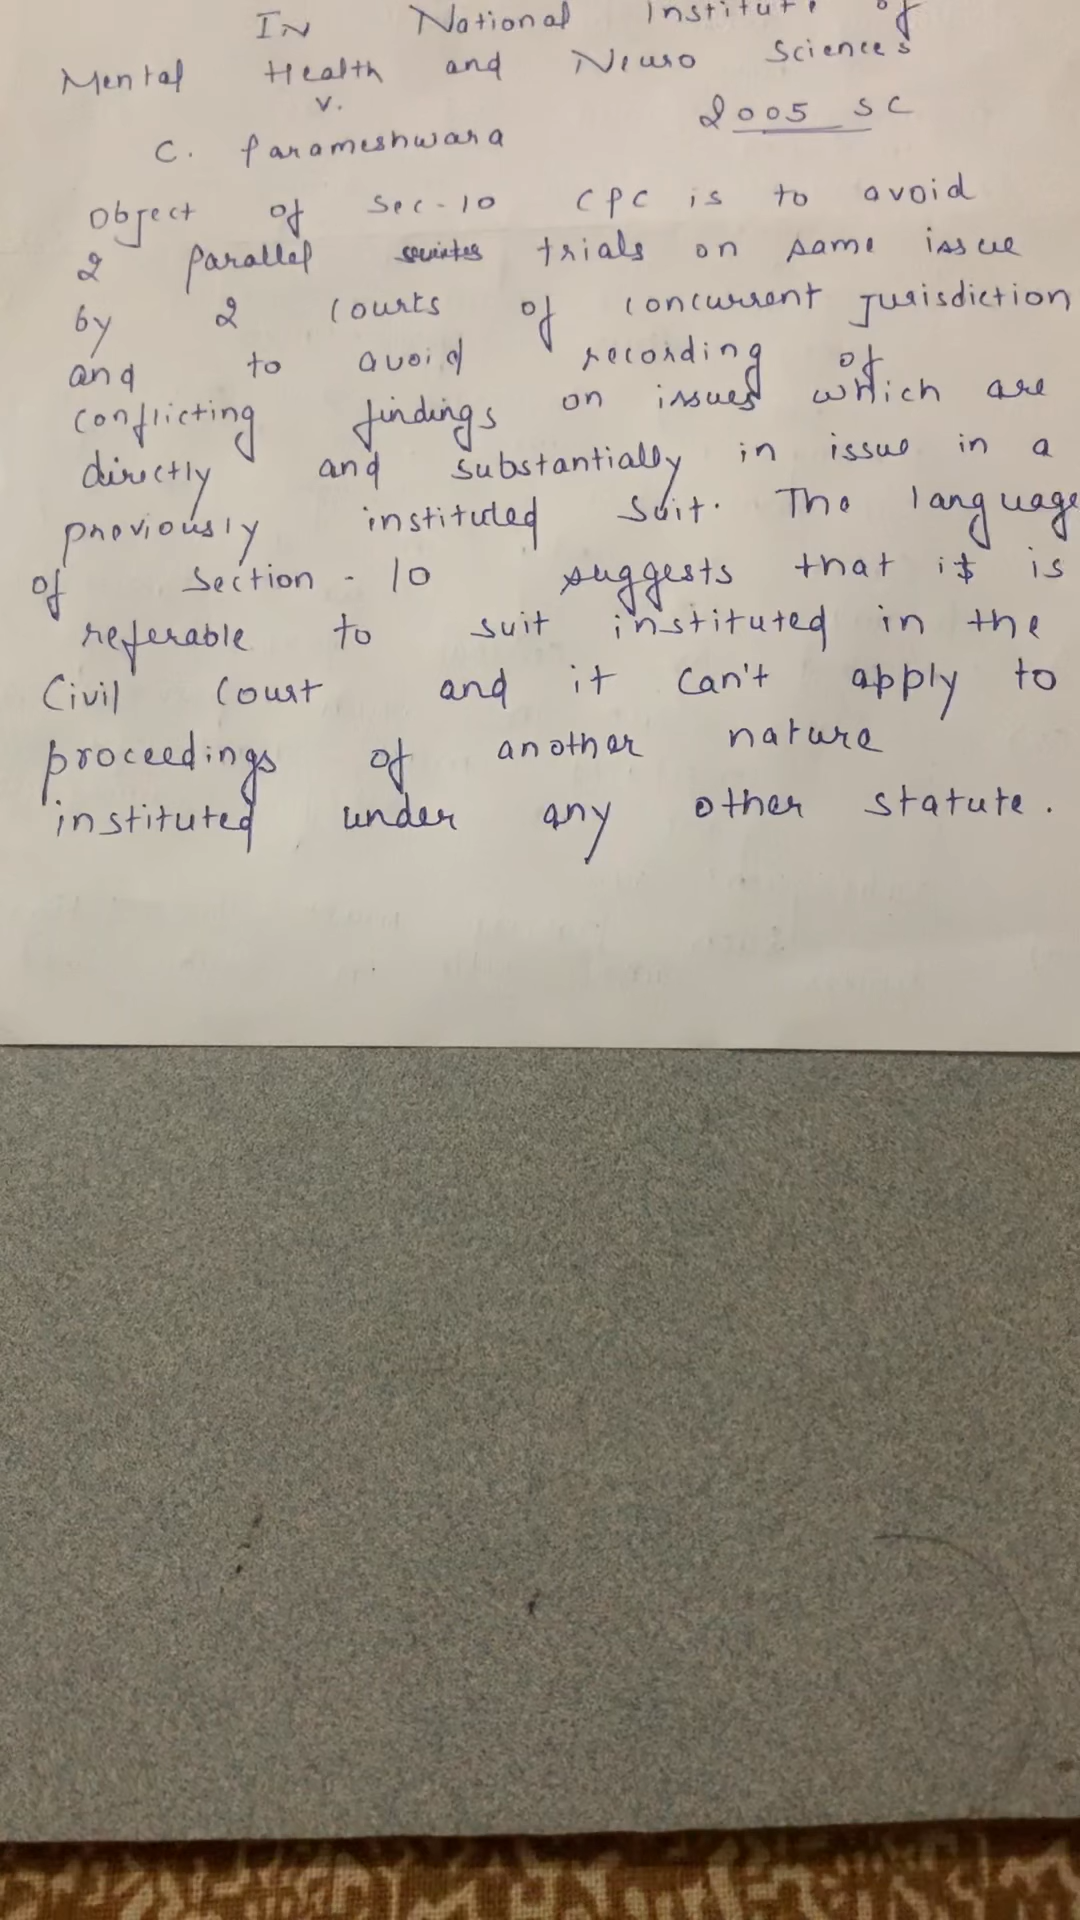 IN National Institute of
Mental Health and Neuro Sciences
v.
2005 SC
C. Parameshwara
Object of Sec-10 CPC is to avoid
2 parallel trials on same issue
by 2 courts of concurrent Jurisdiction
and to avoid recording of
conflicting findings on issues which are
directly and substantially in issue in a
previously instituted suit. The language
of Section - 10 suggests that it is
referable to suit instituted in the
Civil Court and it can't apply to
proceedings of another nature
instituted under any other statute.